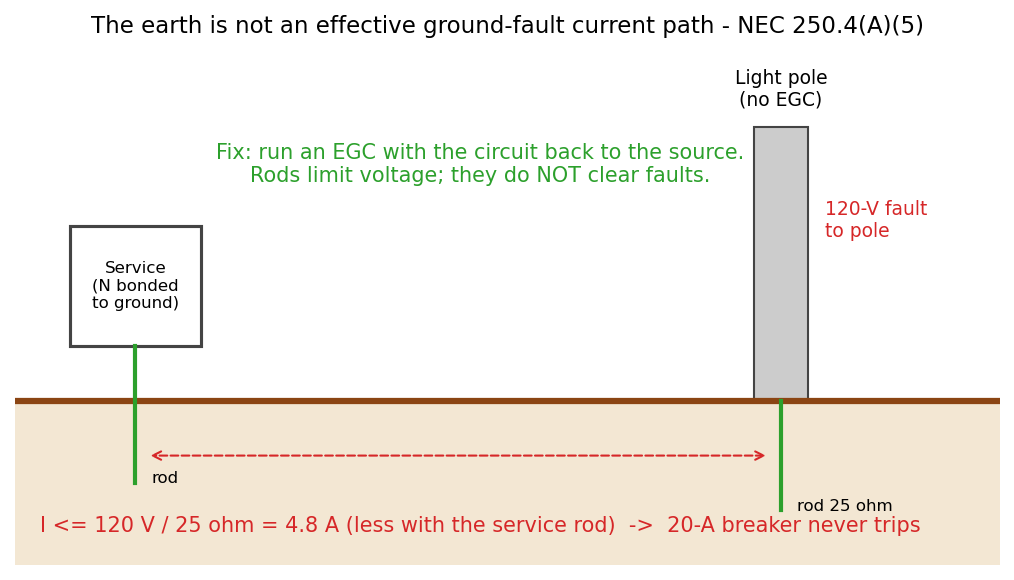 The earth is not an effective ground-fault current path - NEC 250.4(A)(5)
Light pole
(no EGC)
Fix: run an EGC with the circuit back to the source.
Rods limit voltage; they do NOT clear faults.
120-V fault
to pole
Service
(N bonded
to ground)
rod
rod 25 ohm
I <= 120 V / 25 ohm = 4.8 A (less with the service rod)  ->  20-A breaker never trips